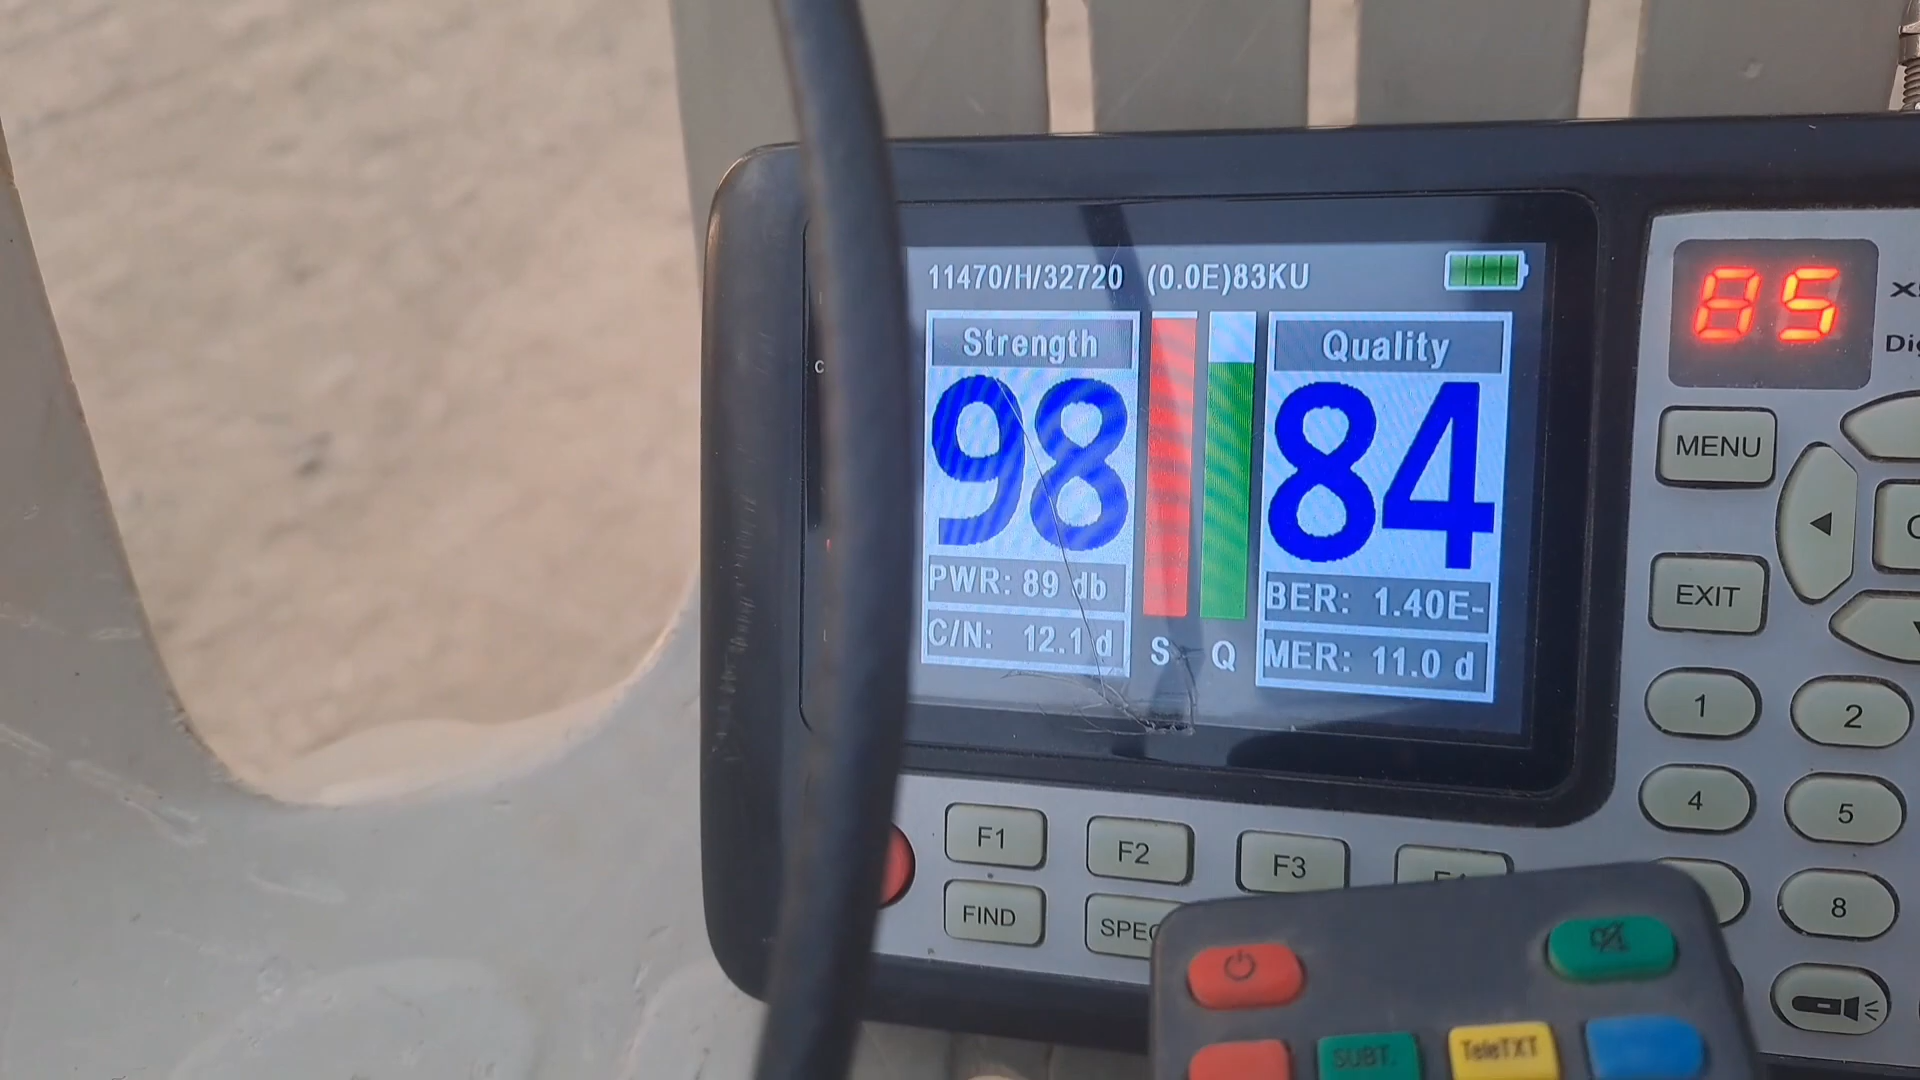 11470/H/32720 (0.0E)83KU
Strength
98
PWR: 89 db
C/N: 12.1 d
S Q
Quality
84
BER: 1.40E-
MER: 11.0 d
85
MENU
EXIT
1
2
4
5
8
F1
F2
F3
FIND
SPEC
SUBT.
TeleTXT